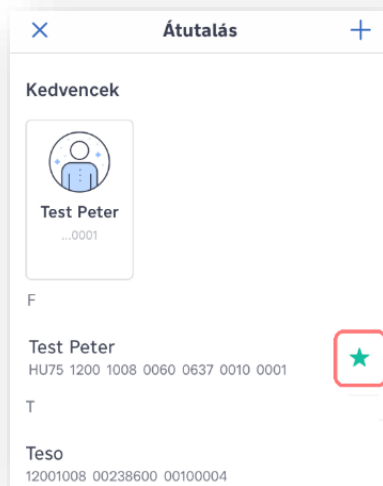 Átutalás
Kedvencek
Test Peter
...0001
F
Test Peter
HU75 1200 1008 0060 0637 0010 0001
T
Teso
12001008 00238600 00100004